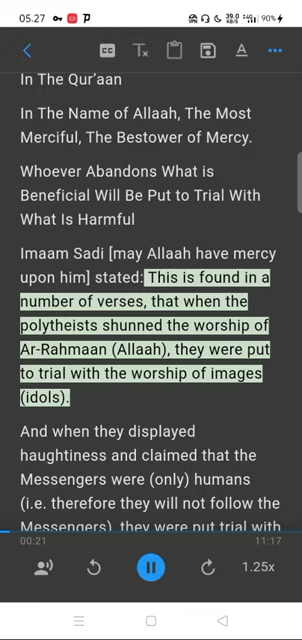 05.27
39.0
KB/S
4G
90%
CC
In The Qur’aan
In The Name of Allaah, The Most
Merciful, The Bestower of Mercy.
Whoever Abandons What is
Beneficial Will Be Put to Trial With
What Is Harmful
Imaam Sadi [may Allaah have mercy
upon him] stated: This is found in a
number of verses, that when the
polytheists shunned the worship of
Ar-Rahmaan (Allaah), they were put
to trial with the worship of images
(idols).
And when they displayed
haughtiness and claimed that the
Messengers were (only) humans
(i.e. therefore they will not follow the
Messengers), they were put trial with
00:21
11:17
1.25x